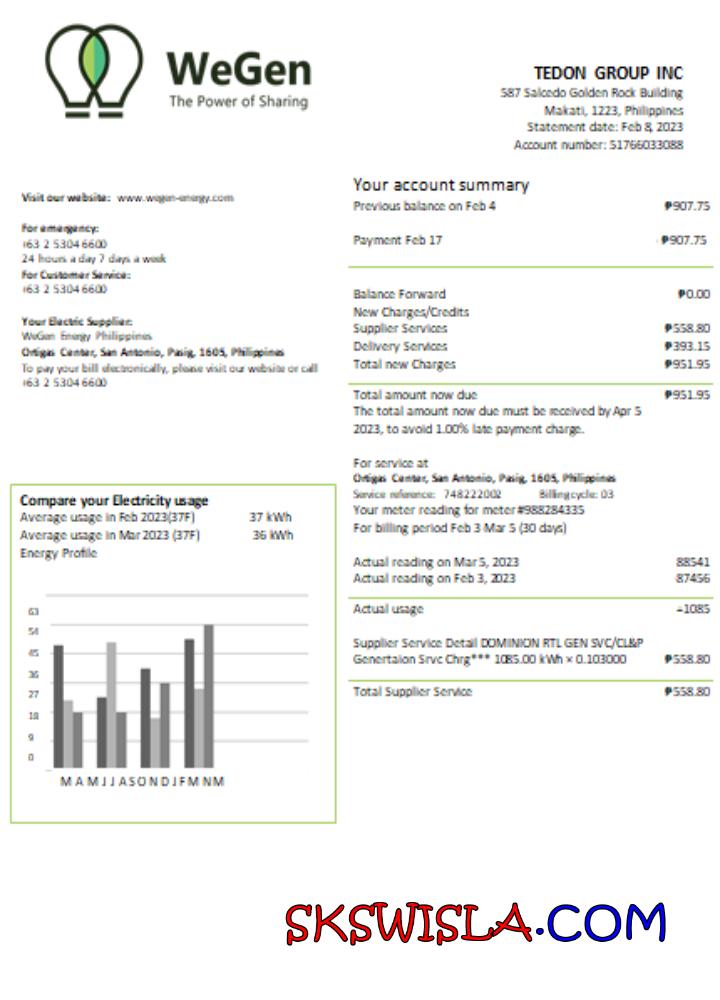 WeGen
The Power of Sharing
TEDON GROUP INC
587 Salcedo Golden Rock Building
Makati, 1223, Philippines
Statement date: Feb 8, 2023
Account number: 51766033088
Visit our website: www.wegen-energy.com
For emergency:
+63 2 5304 6600
24 hours a day 7 days a week
For Customer Service:
+63 2 5304 6600
Your Electric Supplier:
WeGen Energy Philippines
Ortigas Center, San Antonio, Pasig, 1605, Philippines
To pay your bill electronically, please visit our website or call
+63 2 5304 6600
Your account summary
Previous balance on Feb 4 ₱907.75
Payment Feb 17 -₱907.75
Balance Forward ₱0.00
New Charges/Credits
Supplier Services ₱558.80
Delivery Services ₱393.15
Total new Charges ₱951.95
Total amount now due ₱951.95
The total amount now due must be received by Apr 5
2023, to avoid 1.00% late payment charge.
For service at
Ortigas Center, San Antonio, Pasig, 1605, Philippines
Service reference: 748222002 Billing cycle: 03
Your meter reading for meter #988284335
For billing period Feb 3 Mar 5 (30 days)
Actual reading on Mar 5, 2023 88541
Actual reading on Feb 3, 2023 87456
Actual usage =1085
Supplier Service Detail DOMINION RTL GEN SVC/CL&P
Genertaion Srvc Chrg*** 1085.00 kWh × 0.103000 ₱558.80
Total Supplier Service ₱558.80
Compare your Electricity usage
Average usage in Feb 2023(37F) 37 kWh
Average usage in Mar 2023 (37F) 36 kWh
Energy Profile
63
54
45
36
27
18
9
0
M A M J J A S O N D J F M N M
SKSWISLA.COM